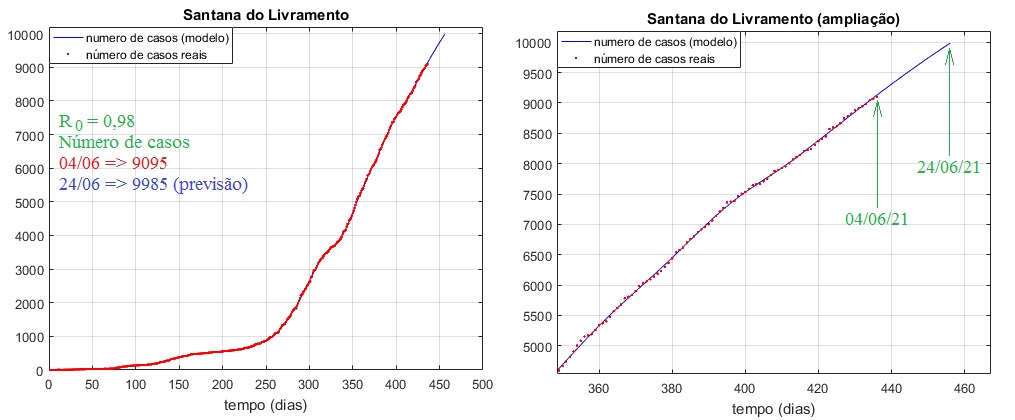 Santana do Livramento
numero de casos (modelo)
número de casos reais
10000
9000
8000
7000
6000
5000
4000
3000
2000
1000
0
R0 = 0,98
Número de casos
04/06 => 9095
24/06 => 9985 (previsão)
0 50 100 150 200 250 300 350 400 450 500
tempo (dias)
Santana do Livramento (ampliação)
numero de casos (modelo)
número de casos reais
10000
9500
9000
8500
8000
7500
7000
6500
6000
5500
5000
24/06/21
04/06/21
360 380 400 420 440 460
tempo (dias)